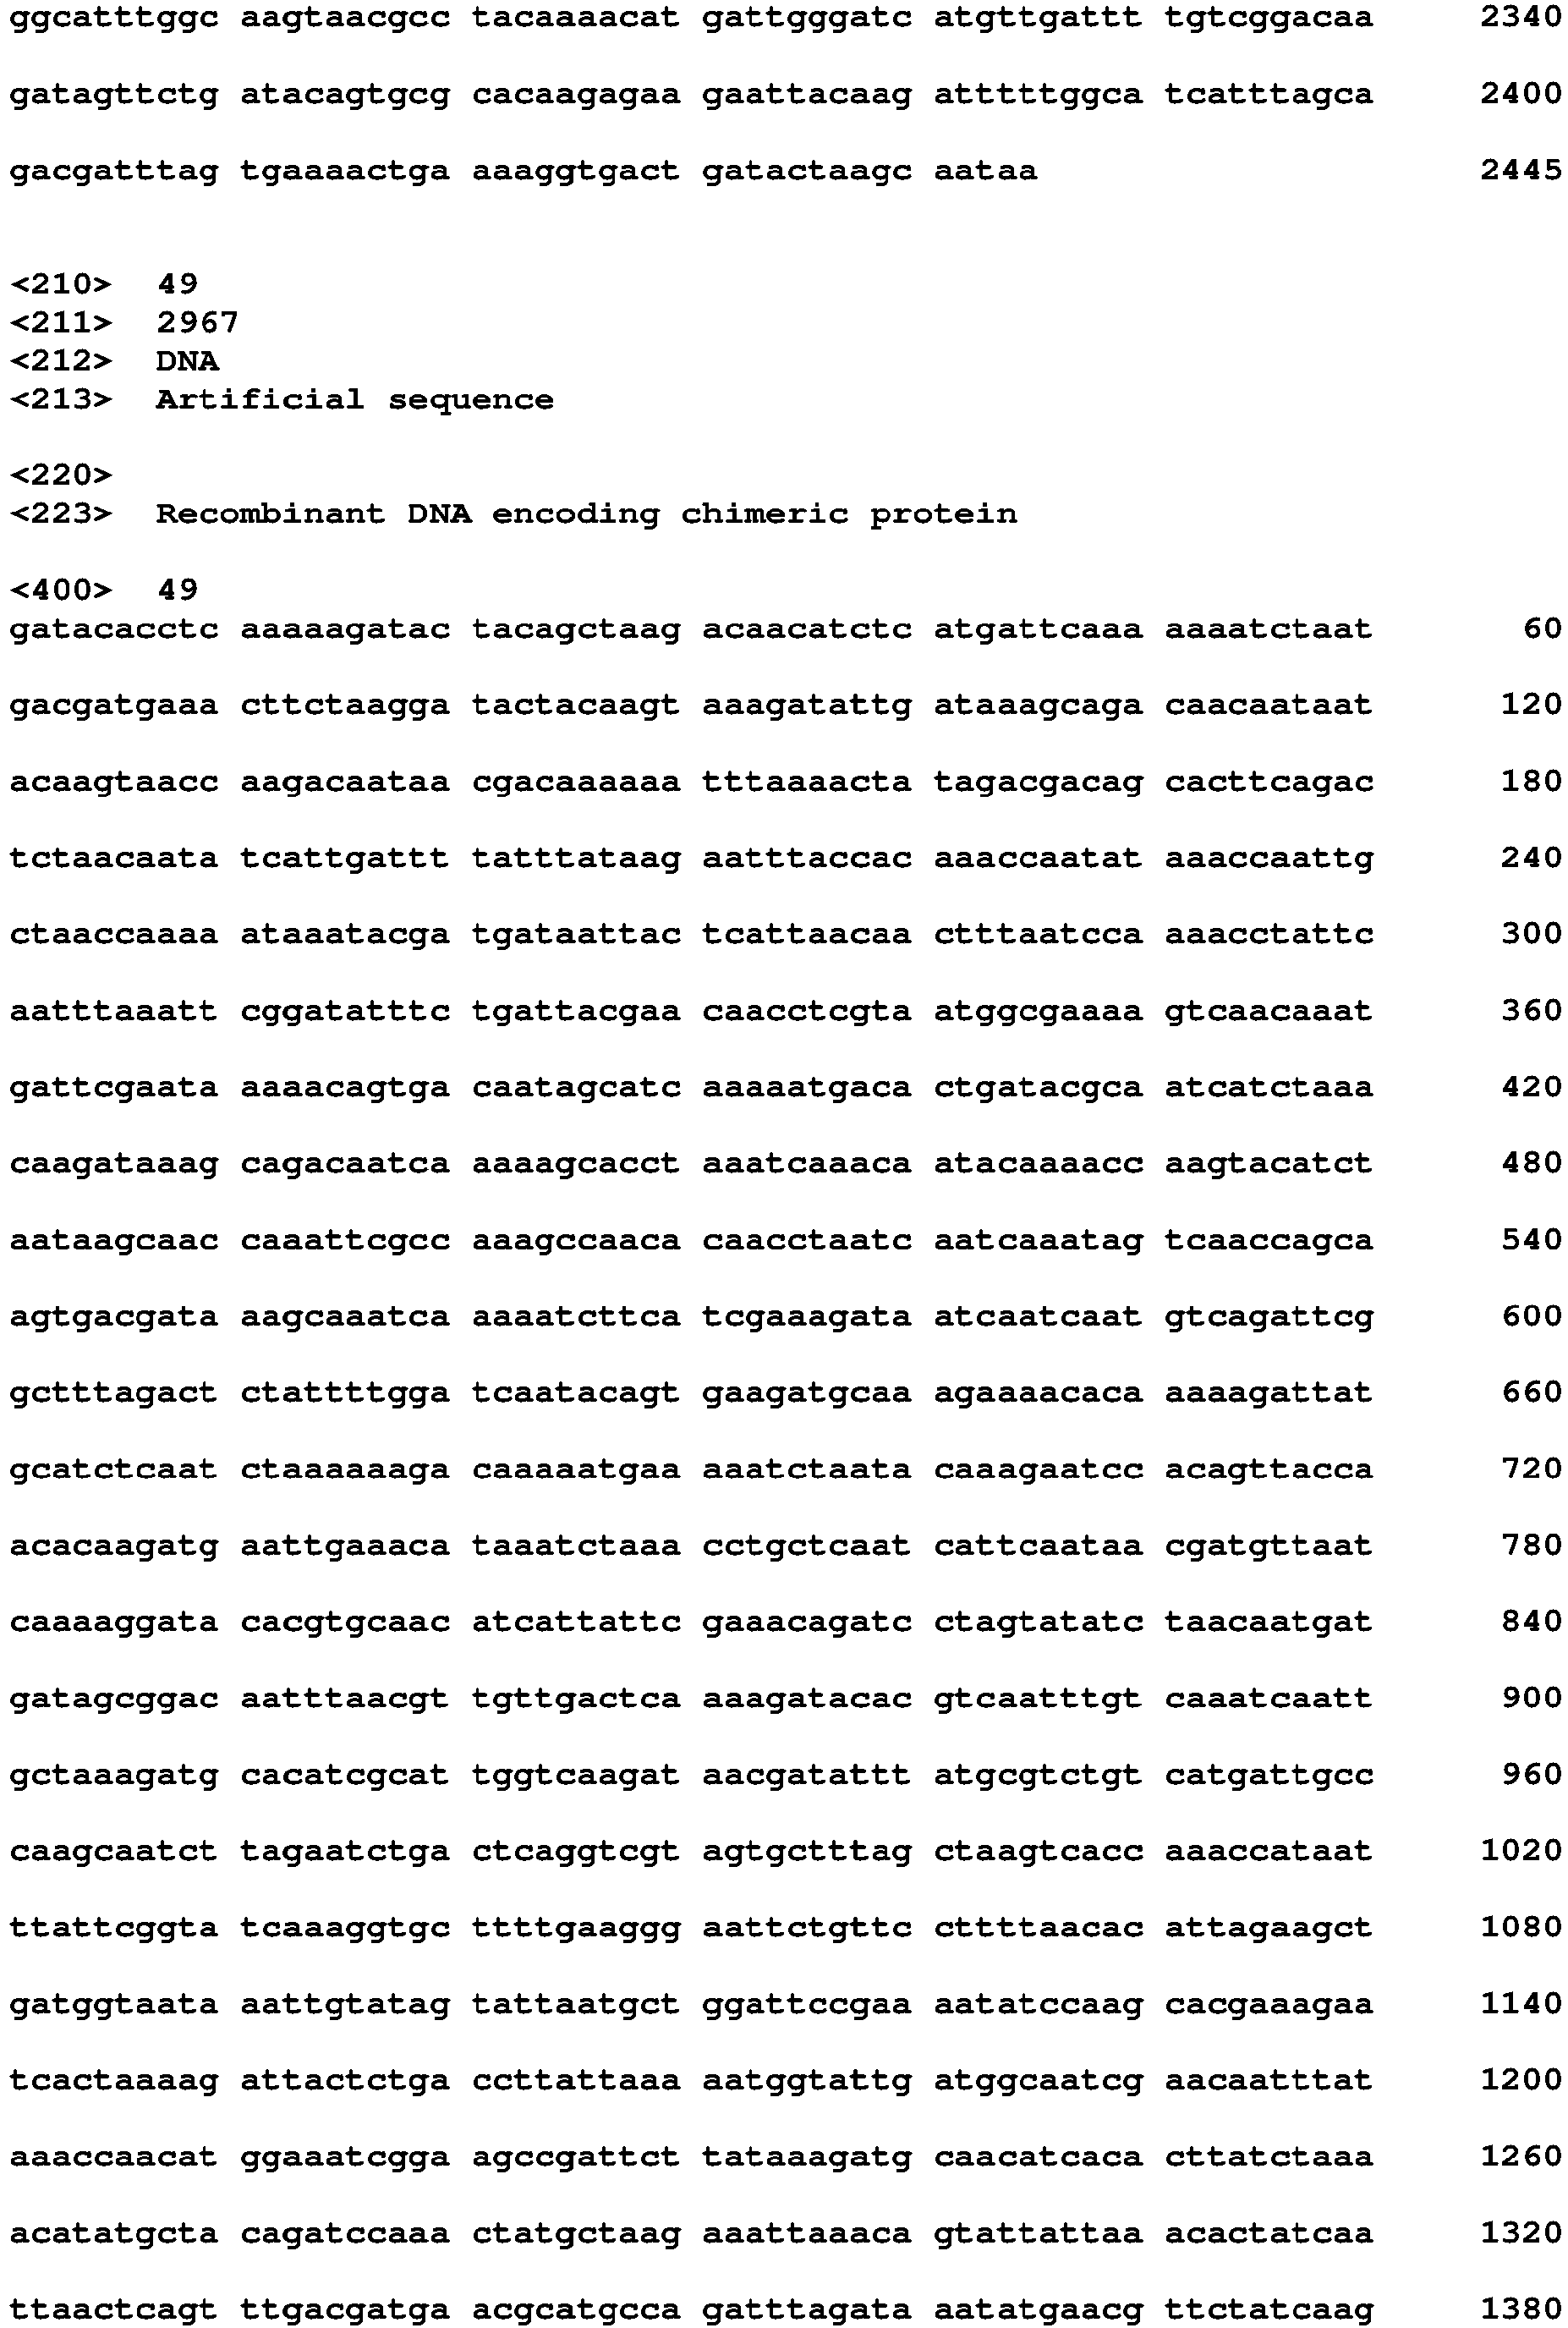 ggcatttggc aagtaacgcc tacaaaacat gattgggatc atgttgattt tgtcggacaa 2340
gatagttctg atacagtgcg cacaagagaa gaattacaag atttttggca tcatttagca 2400
gacgatttag tgaaaactga aaaggtgact gatactaagc aataa 2445
<210> 49
<211> 2967
<212> DNA
<213> Artificial sequence
<220>
<223> Recombinant DNA encoding chimeric protein
<400> 49
gatacacctc aaaaagatac tacagctaag acaacatctc atgattcaaa aaaatctaat 60
gacgatgaaa cttctaagga tactacaagt aaagatattg ataaagcaga caacaataat 120
acaagtaacc aagacaataa cgacaaaaaa tttaaaacta tagacgacag cacttcagac 180
tctaacaata tcattgattt tatttataag aatttaccac aaaccaatat aaaccaattg 240
ctaaccaaaa ataaatacga tgataattac tcattaacaa ctttaatcca aaacctattc 300
aatttaaatt cggatatttc tgattacgaa caacctcgta atggcgaaaa gtcaacaaat 360
gattcgaata aaaacagtga caatagcatc aaaaatgaca ctgatacgca atcatctaaa 420
caagataaag cagacaatca aaaagcacct aaatcaaaca atacaaaacc aagtacatct 480
aataagcaac caaattcgcc aaagccaaca caacctaatc aatcaaatag tcaaccagca 540
agtgacgata aagcaaatca aaaatcttca tcgaaagata atcaatcaat gtcagattcg 600
gctttagact ctattttgga tcaatacagt gaagatgcaa agaaaacaca aaaagattat 660
gcatctcaat ctaaaaaaga caaaaatgaa aaatctaata caaagaatcc acagttacca 720
acacaagatg aattgaaaca taaatctaaa cctgctcaat cattcaataa cgatgttaat 780
caaaaggata cacgtgcaac atcattattc gaaacagatc ctagtatatc taacaatgat 840
gatagcggac aatttaacgt tgttgactca aaagatacac gtcaatttgt caaatcaatt 900
gctaaagatg cacatcgcat tggtcaagat aacgatattt atgcgtctgt catgattgcc 960
caagcaatct tagaatctga ctcaggtcgt agtgctttag ctaagtcacc aaaccataat 1020
ttattcggta tcaaaggtgc ttttgaaggg aattctgttc cttttaacac attagaagct 1080
gatggtaata aattgtatag tattaatgct ggattccgaa aatatccaag cacgaaagaa 1140
tcactaaaag attactctga ccttattaaa aatggtattg atggcaatcg aacaatttat 1200
aaaccaacat ggaaatcgga agccgattct tataaagatg caacatcaca cttatctaaa 1260
acatatgcta cagatccaaa ctatgctaag aaattaaaca gtattattaa acactatcaa 1320
ttaactcagt ttgacgatga acgcatgcca gatttagata aatatgaacg ttctatcaag 1380